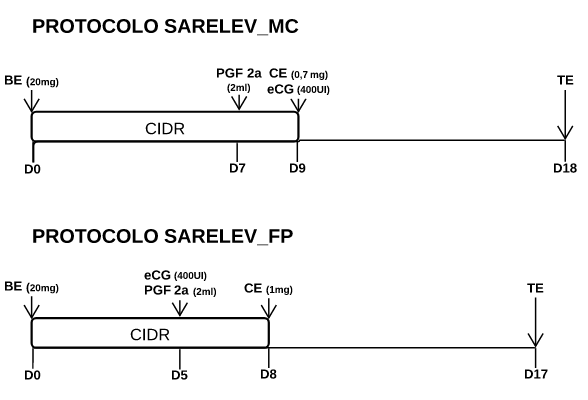 PROTOCOLO SARELEV_MC
BE (20mg)
PGF 2a
(2ml)
CE (0,7 mg)
eCG (400UI)
TE
CIDR
D0
D7
D9
D18
PROTOCOLO SARELEV_FP
BE (20mg)
eCG (400UI)
PGF 2a (2ml)
CE (1mg)
TE
CIDR
D0
D5
D8
D17